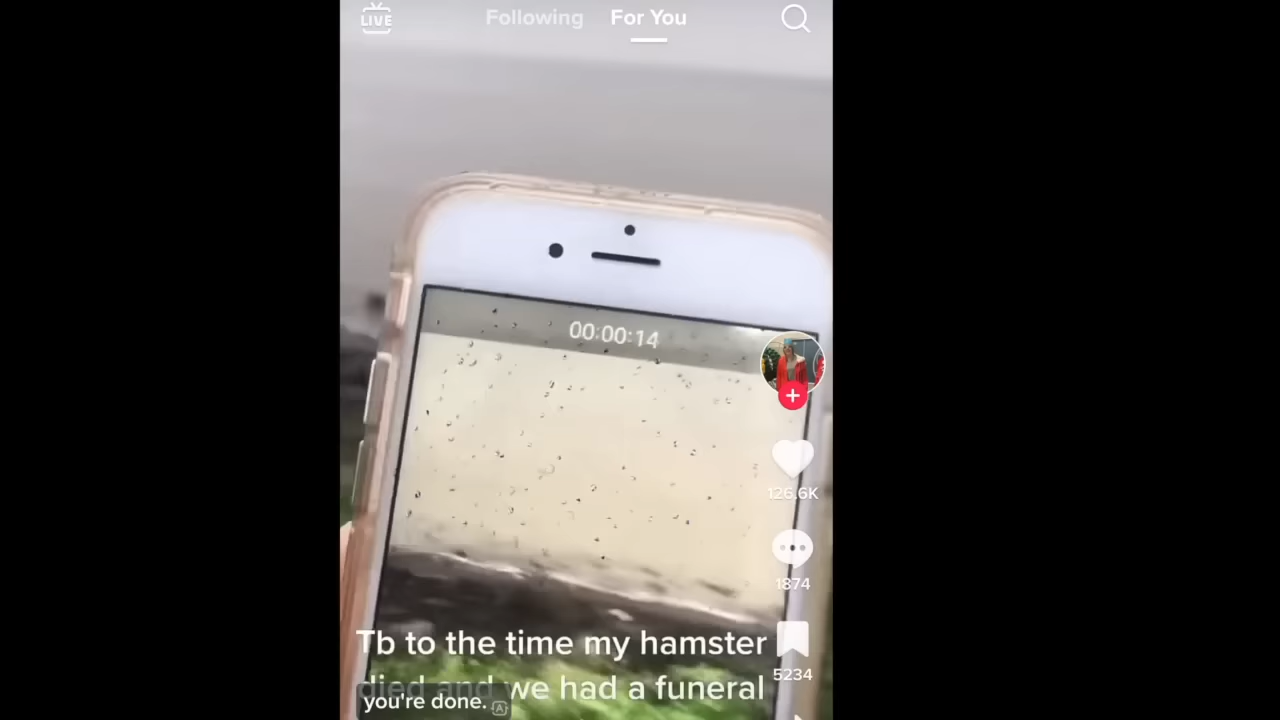 LIVE
Following
For You
00:00:14
126.6K
1874
5234
Tb to the time my hamster
died and we had a funeral
you're done.
A